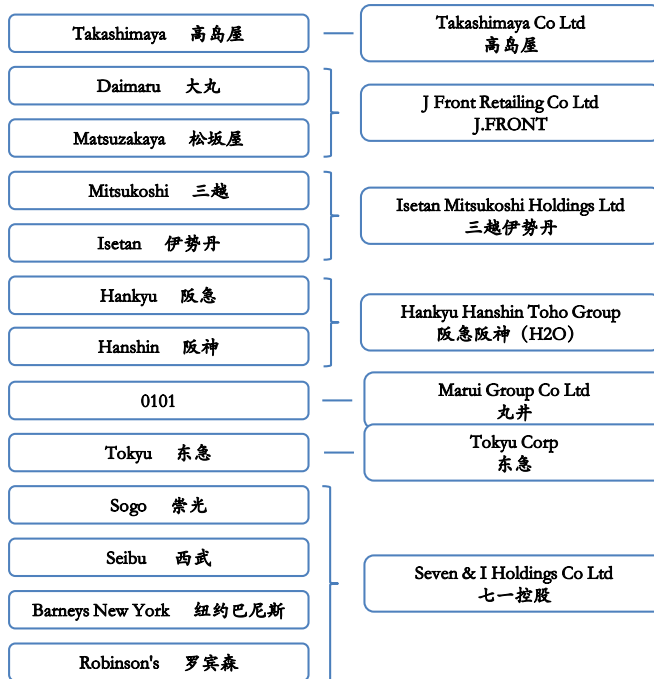 Takashimaya 高岛屋
Takashimaya Co Ltd
高岛屋
Daimaru 大丸
Matsuzakaya 松坂屋
J Front Retailing Co Ltd
J.FRONT
Mitsukoshi 三越
Isetan 伊势丹
Isetan Mitsukoshi Holdings Ltd
三越伊势丹
Hankyu 阪急
Hanshin 阪神
Hankyu Hanshin Toho Group
阪急阪神（H2O）
0101
Marui Group Co Ltd
丸井
Tokyu 东急
Tokyu Corp
东急
Sogo 崇光
Seibu 西武
Barneys New York 纽约巴尼斯
Robinson's 罗宾森
Seven & I Holdings Co Ltd
七一控股